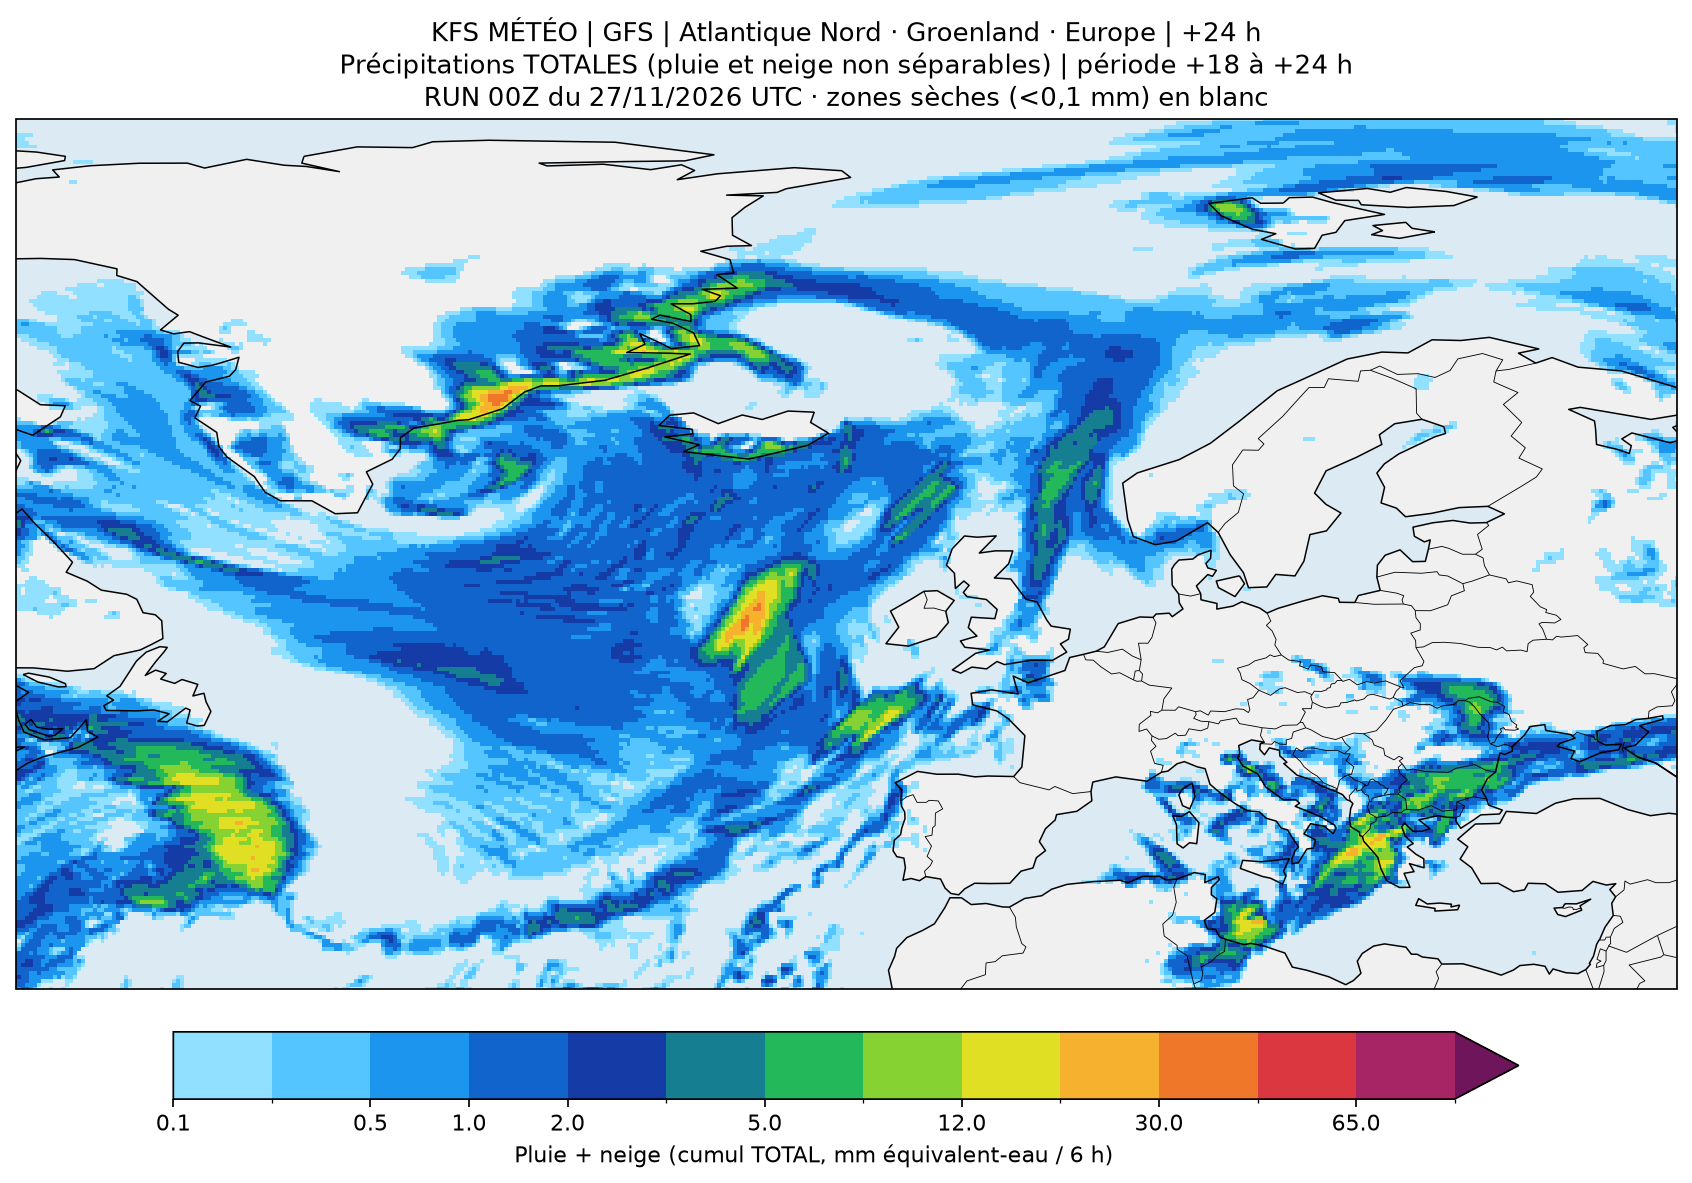 KFS MÉTÉO | GFS | Atlantique Nord · Groenland · Europe | +24 h
Précipitations TOTALES (pluie et neige non séparables) | période +18 à +24 h
RUN 00Z du 27/11/2026 UTC · zones sèches (<0,1 mm) en blanc
0.1 0.5 1.0 2.0 5.0 12.0 30.0 65.0
Pluie + neige (cumul TOTAL, mm équivalent-eau / 6 h)